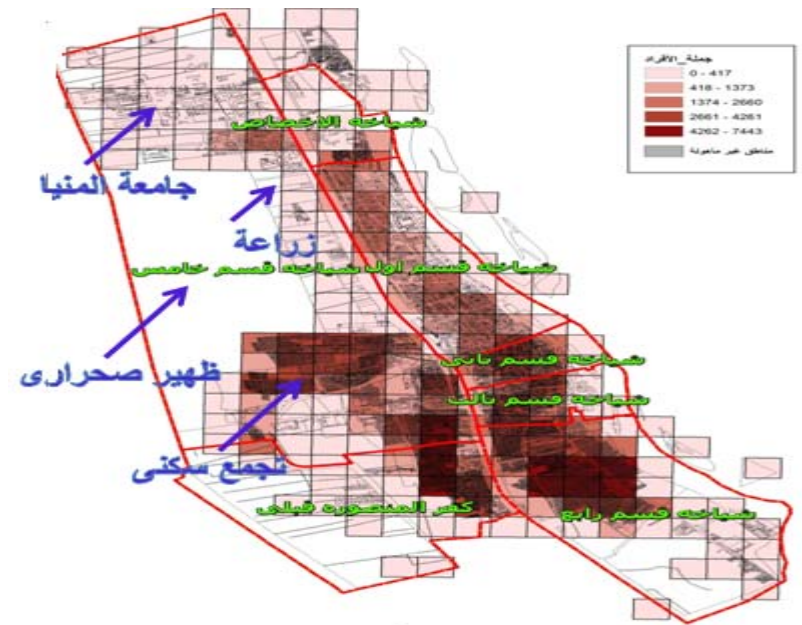 جملة_الأفراد
0 - 417
418 - 1373
1374 - 2660
2661 - 4261
4262 - 7443
مناطق غير مأهولة
شياخه الاخصاص
جامعة المنيا
زراعة
شياخه قسم اول
شياخه قسم خامس
شياخه قسم ثانى
ظهير صحرارى
شياخه قسم ثالث
تجمع سكنى
كفر المنصوره قبلى
شياخه قسم رابع